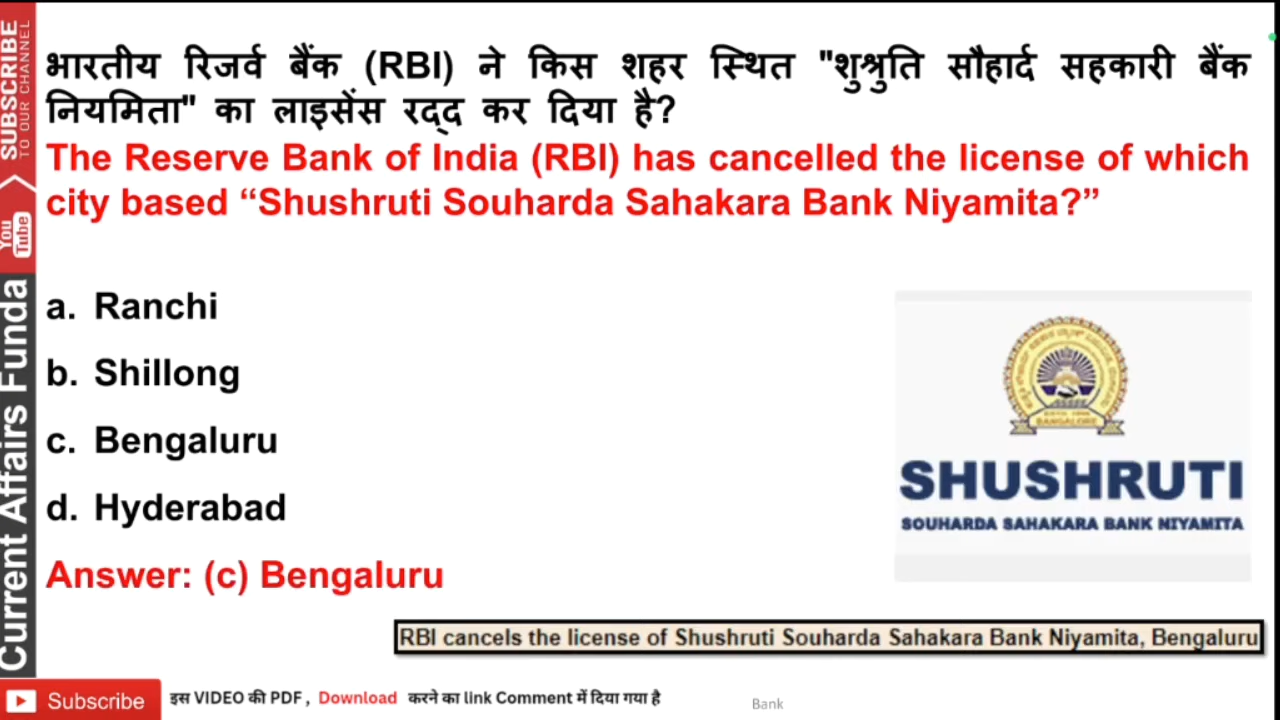 भारतीय रिजर्व बैंक (RBI) ने किस शहर स्थित "शुश्रुति सौहार्द सहकारी बैंक
नियमिता" का लाइसेंस रद्द कर दिया है?
The Reserve Bank of India (RBI) has cancelled the license of which
city based “Shushruti Souharda Sahakara Bank Niyamita?”
a. Ranchi
b. Shillong
c. Bengaluru
d. Hyderabad
Answer: (c) Bengaluru
BANGALORE
SHUSHRUTI
SOUHARDA SAHAKARA BANK NIYAMITA
RBI cancels the license of Shushruti Souharda Sahakara Bank Niyamita, Bengaluru
SUBSCRIBE
TO OUR CHANNEL
You Tube
Current Affairs Funda
Subscribe
इस VIDEO की PDF , Download करने का link Comment में दिया गया है
Bank